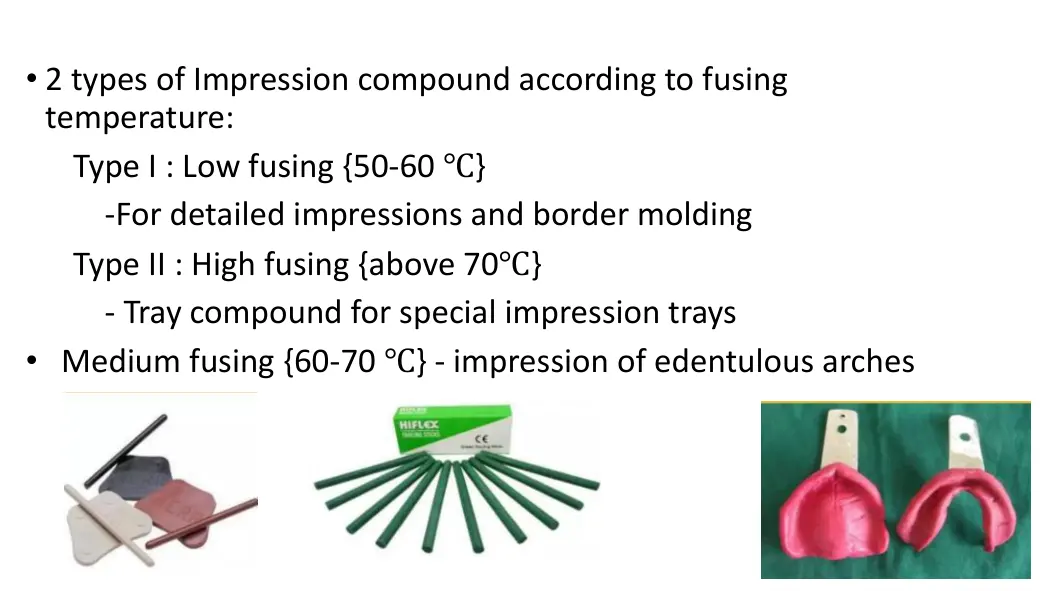 • 2 types of Impression compound according to fusing
temperature:
Type I : Low fusing {50-60 ℃}
-For detailed impressions and border molding
Type II : High fusing {above 70℃}
- Tray compound for special impression trays
• Medium fusing {60-70 ℃} - impression of edentulous arches
HIFLEX
HIFLEX
CE